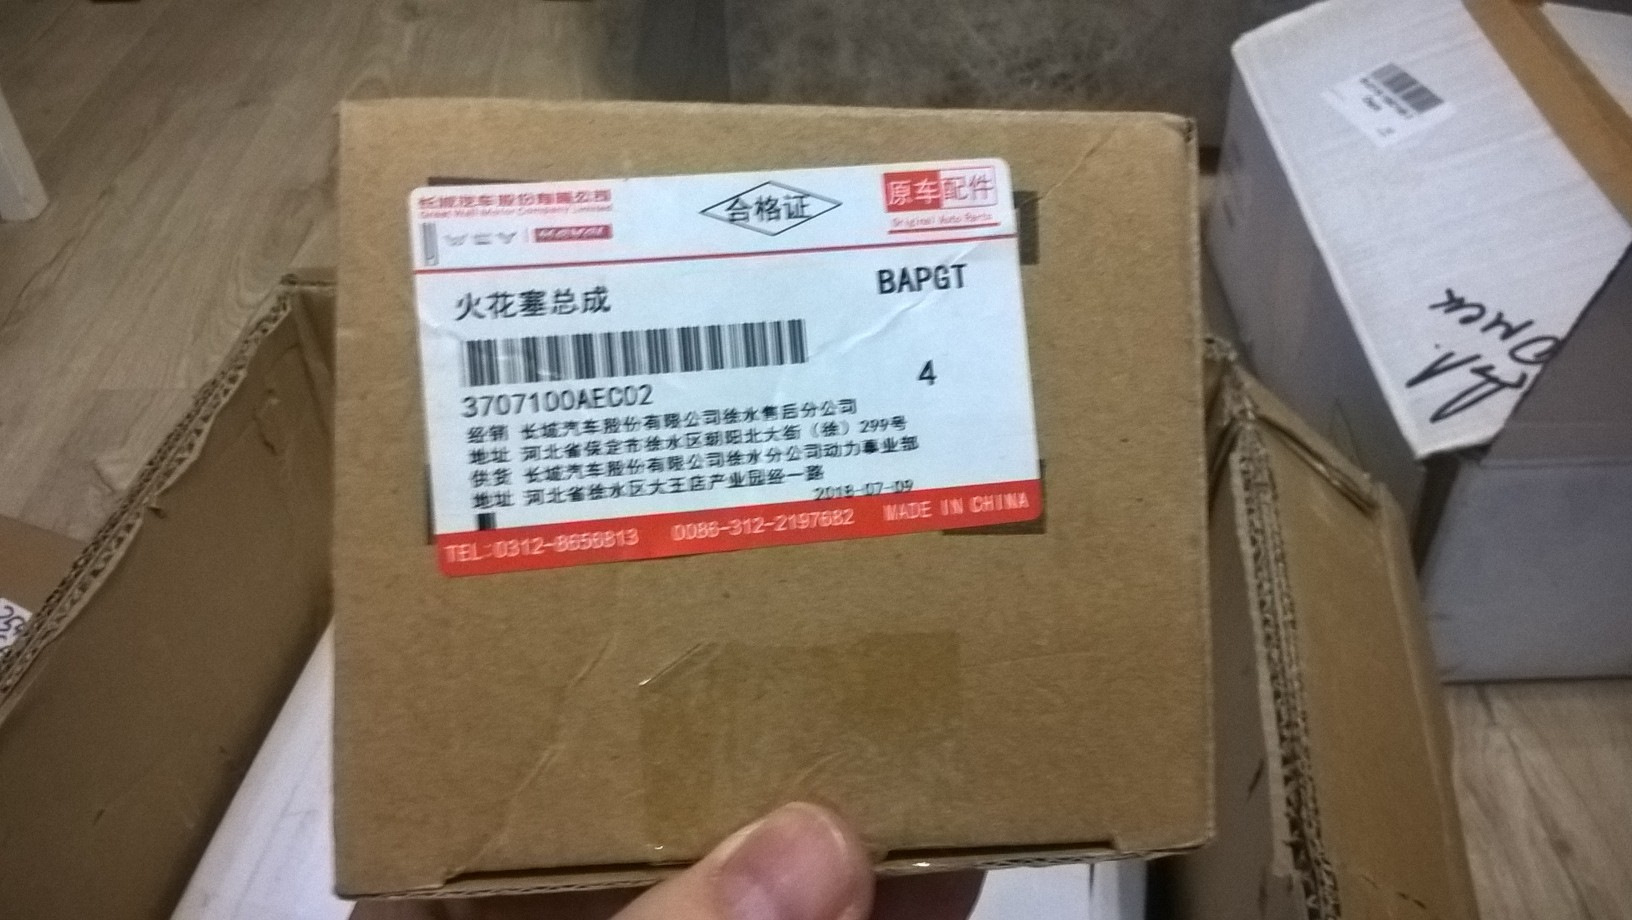 长城汽车股份有限公司
Great Wall Motor Company Limited
WEY HAVAL
合格证
原车配件
Original Auto Parts
火花塞总成
BAPGT
4
3707100AEC02
经销 长城汽车股份有限公司徐水售后分公司
地址 河北省保定市徐水区朝阳北大街（徐）299号
供货 长城汽车股份有限公司徐水分公司动力事业部
地址 河北省徐水区大王店产业园经一路
2018-07-09
TEL:0312-8656813 0086-312-2197682 MADE IN CHINA